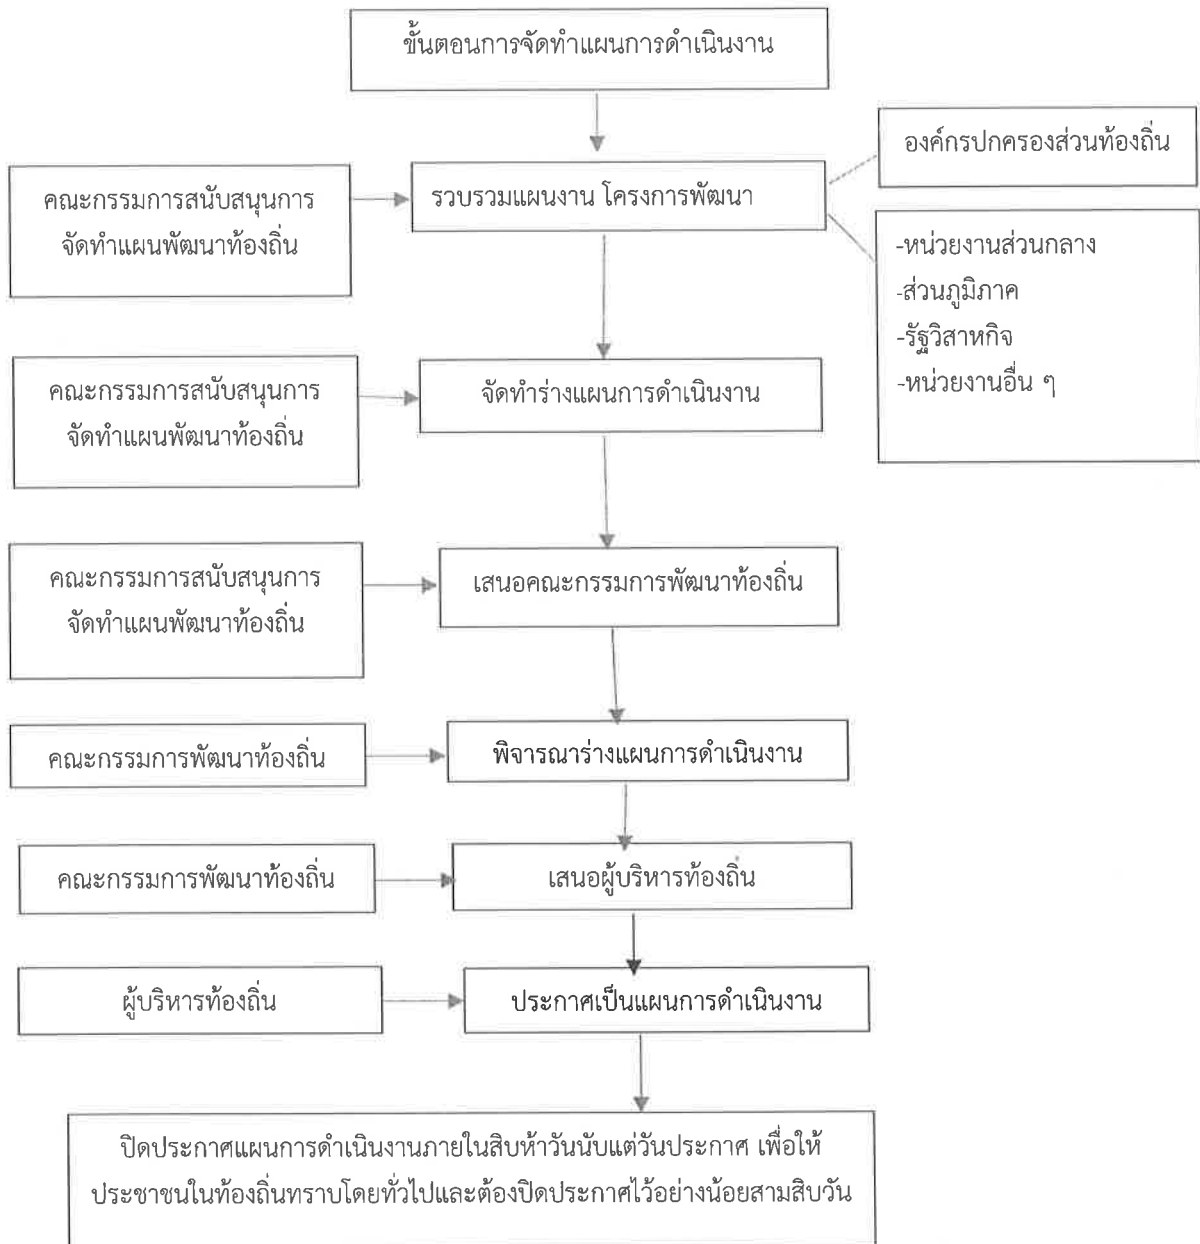 ขั้นตอนการจัดทำแผนการดำเนินงาน
องค์กรปกครองส่วนท้องถิ่น
คณะกรรมการสนับสนุนการ
จัดทำแผนพัฒนาท้องถิ่น
รวบรวมแผนงาน โครงการพัฒนา
-หน่วยงานส่วนกลาง
-ส่วนภูมิภาค
-รัฐวิสาหกิจ
-หน่วยงานอื่น ๆ
คณะกรรมการสนับสนุนการ
จัดทำแผนพัฒนาท้องถิ่น
จัดทำร่างแผนการดำเนินงาน
คณะกรรมการสนับสนุนการ
จัดทำแผนพัฒนาท้องถิ่น
เสนอคณะกรรมการพัฒนาท้องถิ่น
คณะกรรมการพัฒนาท้องถิ่น
พิจารณาร่างแผนการดำเนินงาน
คณะกรรมการพัฒนาท้องถิ่น
เสนอผู้บริหารท้องถิ่น
ผู้บริหารท้องถิ่น
ประกาศเป็นแผนการดำเนินงาน
ปิดประกาศแผนการดำเนินงานภายในสิบห้าวันนับแต่วันประกาศ เพื่อให้
ประชาชนในท้องถิ่นทราบโดยทั่วไปและต้องปิดประกาศไว้อย่างน้อยสามสิบวัน